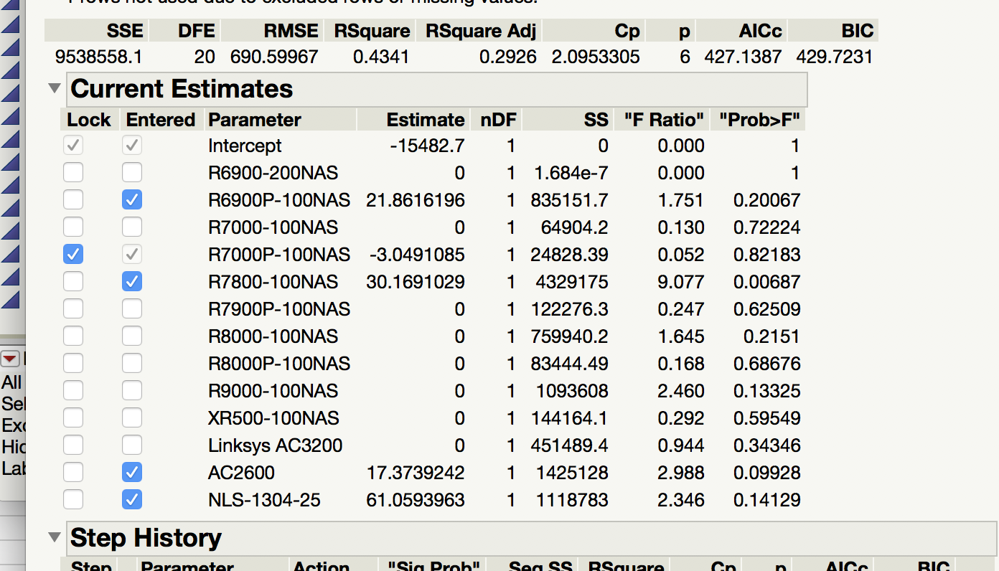 rows not used due to excluded rows or missing values.
SSE DFE RMSE RSquare RSquare Adj Cp p AICc BIC
9538558.1 20 690.59967 0.4341 0.2926 2.0953305 6 427.1387 429.7231
Current Estimates
Lock Entered Parameter Estimate nDF SS "F Ratio" "Prob>F"
Intercept -15482.7 1 0 0.000 1
R6900-200NAS 0 1 1.684e-7 0.000 1
R6900P-100NAS 21.8616196 1 835151.7 1.751 0.20067
R7000-100NAS 0 1 64904.2 0.130 0.72224
R7000P-100NAS -3.0491085 1 24828.39 0.052 0.82183
R7800-100NAS 30.1691029 1 4329175 9.077 0.00687
R7900P-100NAS 0 1 122276.3 0.247 0.62509
R8000-100NAS 0 1 759940.2 1.645 0.2151
R8000P-100NAS 0 1 83444.49 0.168 0.68676
R9000-100NAS 0 1 1093608 2.460 0.13325
XR500-100NAS 0 1 144164.1 0.292 0.59549
Linksys AC3200 0 1 451489.4 0.944 0.34346
AC2600 17.3739242 1 1425128 2.988 0.09928
NLS-1304-25 61.0593963 1 1118783 2.346 0.14129
Step History
Step Parameter Action "Sig Prob" Seq SS RSquare Cp p AICc BIC
All